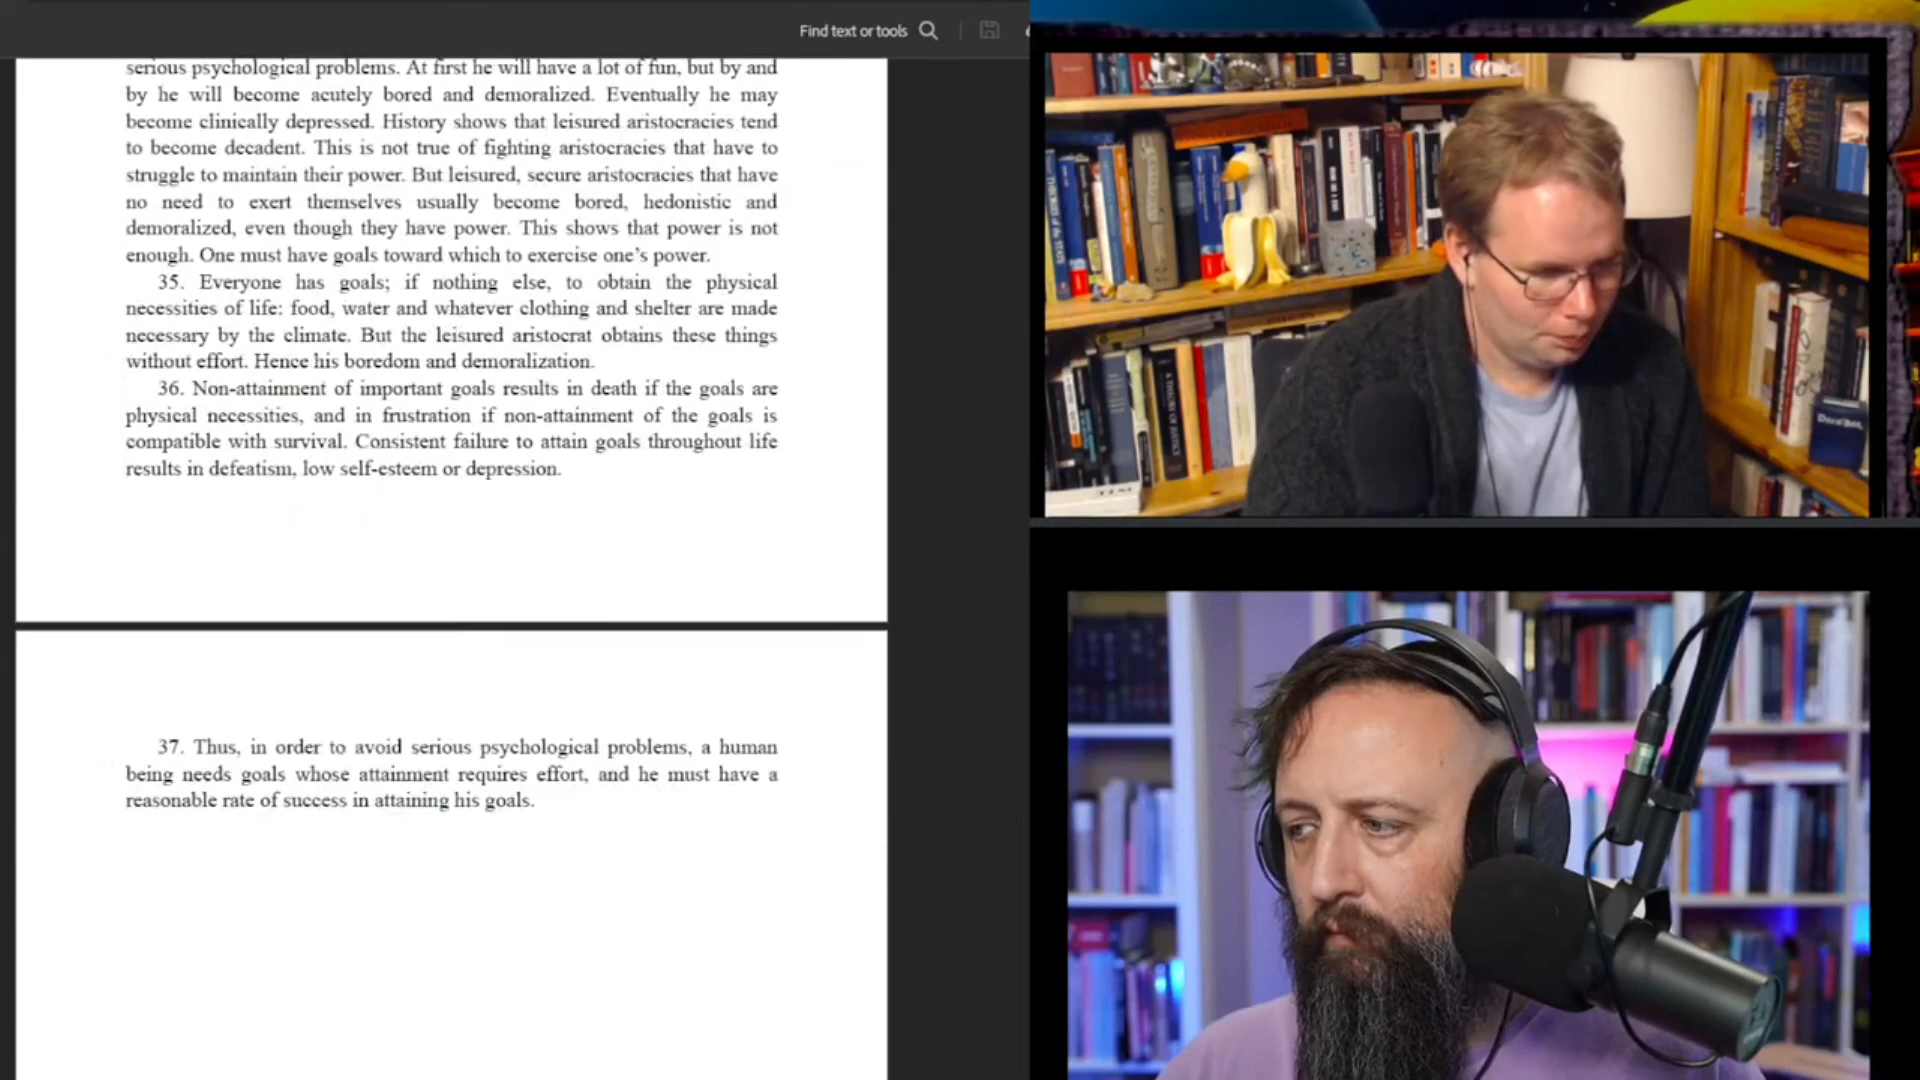 Find text or tools
serious psychological problems. At first he will have a lot of fun, but by and
by he will become acutely bored and demoralized. Eventually he may
become clinically depressed. History shows that leisured aristocracies tend
to become decadent. This is not true of fighting aristocracies that have to
struggle to maintain their power. But leisured, secure aristocracies that have
no need to exert themselves usually become bored, hedonistic and
demoralized, even though they have power. This shows that power is not
enough. One must have goals toward which to exercise one’s power.
35. Everyone has goals; if nothing else, to obtain the physical
necessities of life: food, water and whatever clothing and shelter are made
necessary by the climate. But the leisured aristocrat obtains these things
without effort. Hence his boredom and demoralization.
36. Non-attainment of important goals results in death if the goals are
physical necessities, and in frustration if non-attainment of the goals is
compatible with survival. Consistent failure to attain goals throughout life
results in defeatism, low self-esteem or depression.
37. Thus, in order to avoid serious psychological problems, a human
being needs goals whose attainment requires effort, and he must have a
reasonable rate of success in attaining his goals.
A THEORY OF JUSTICE